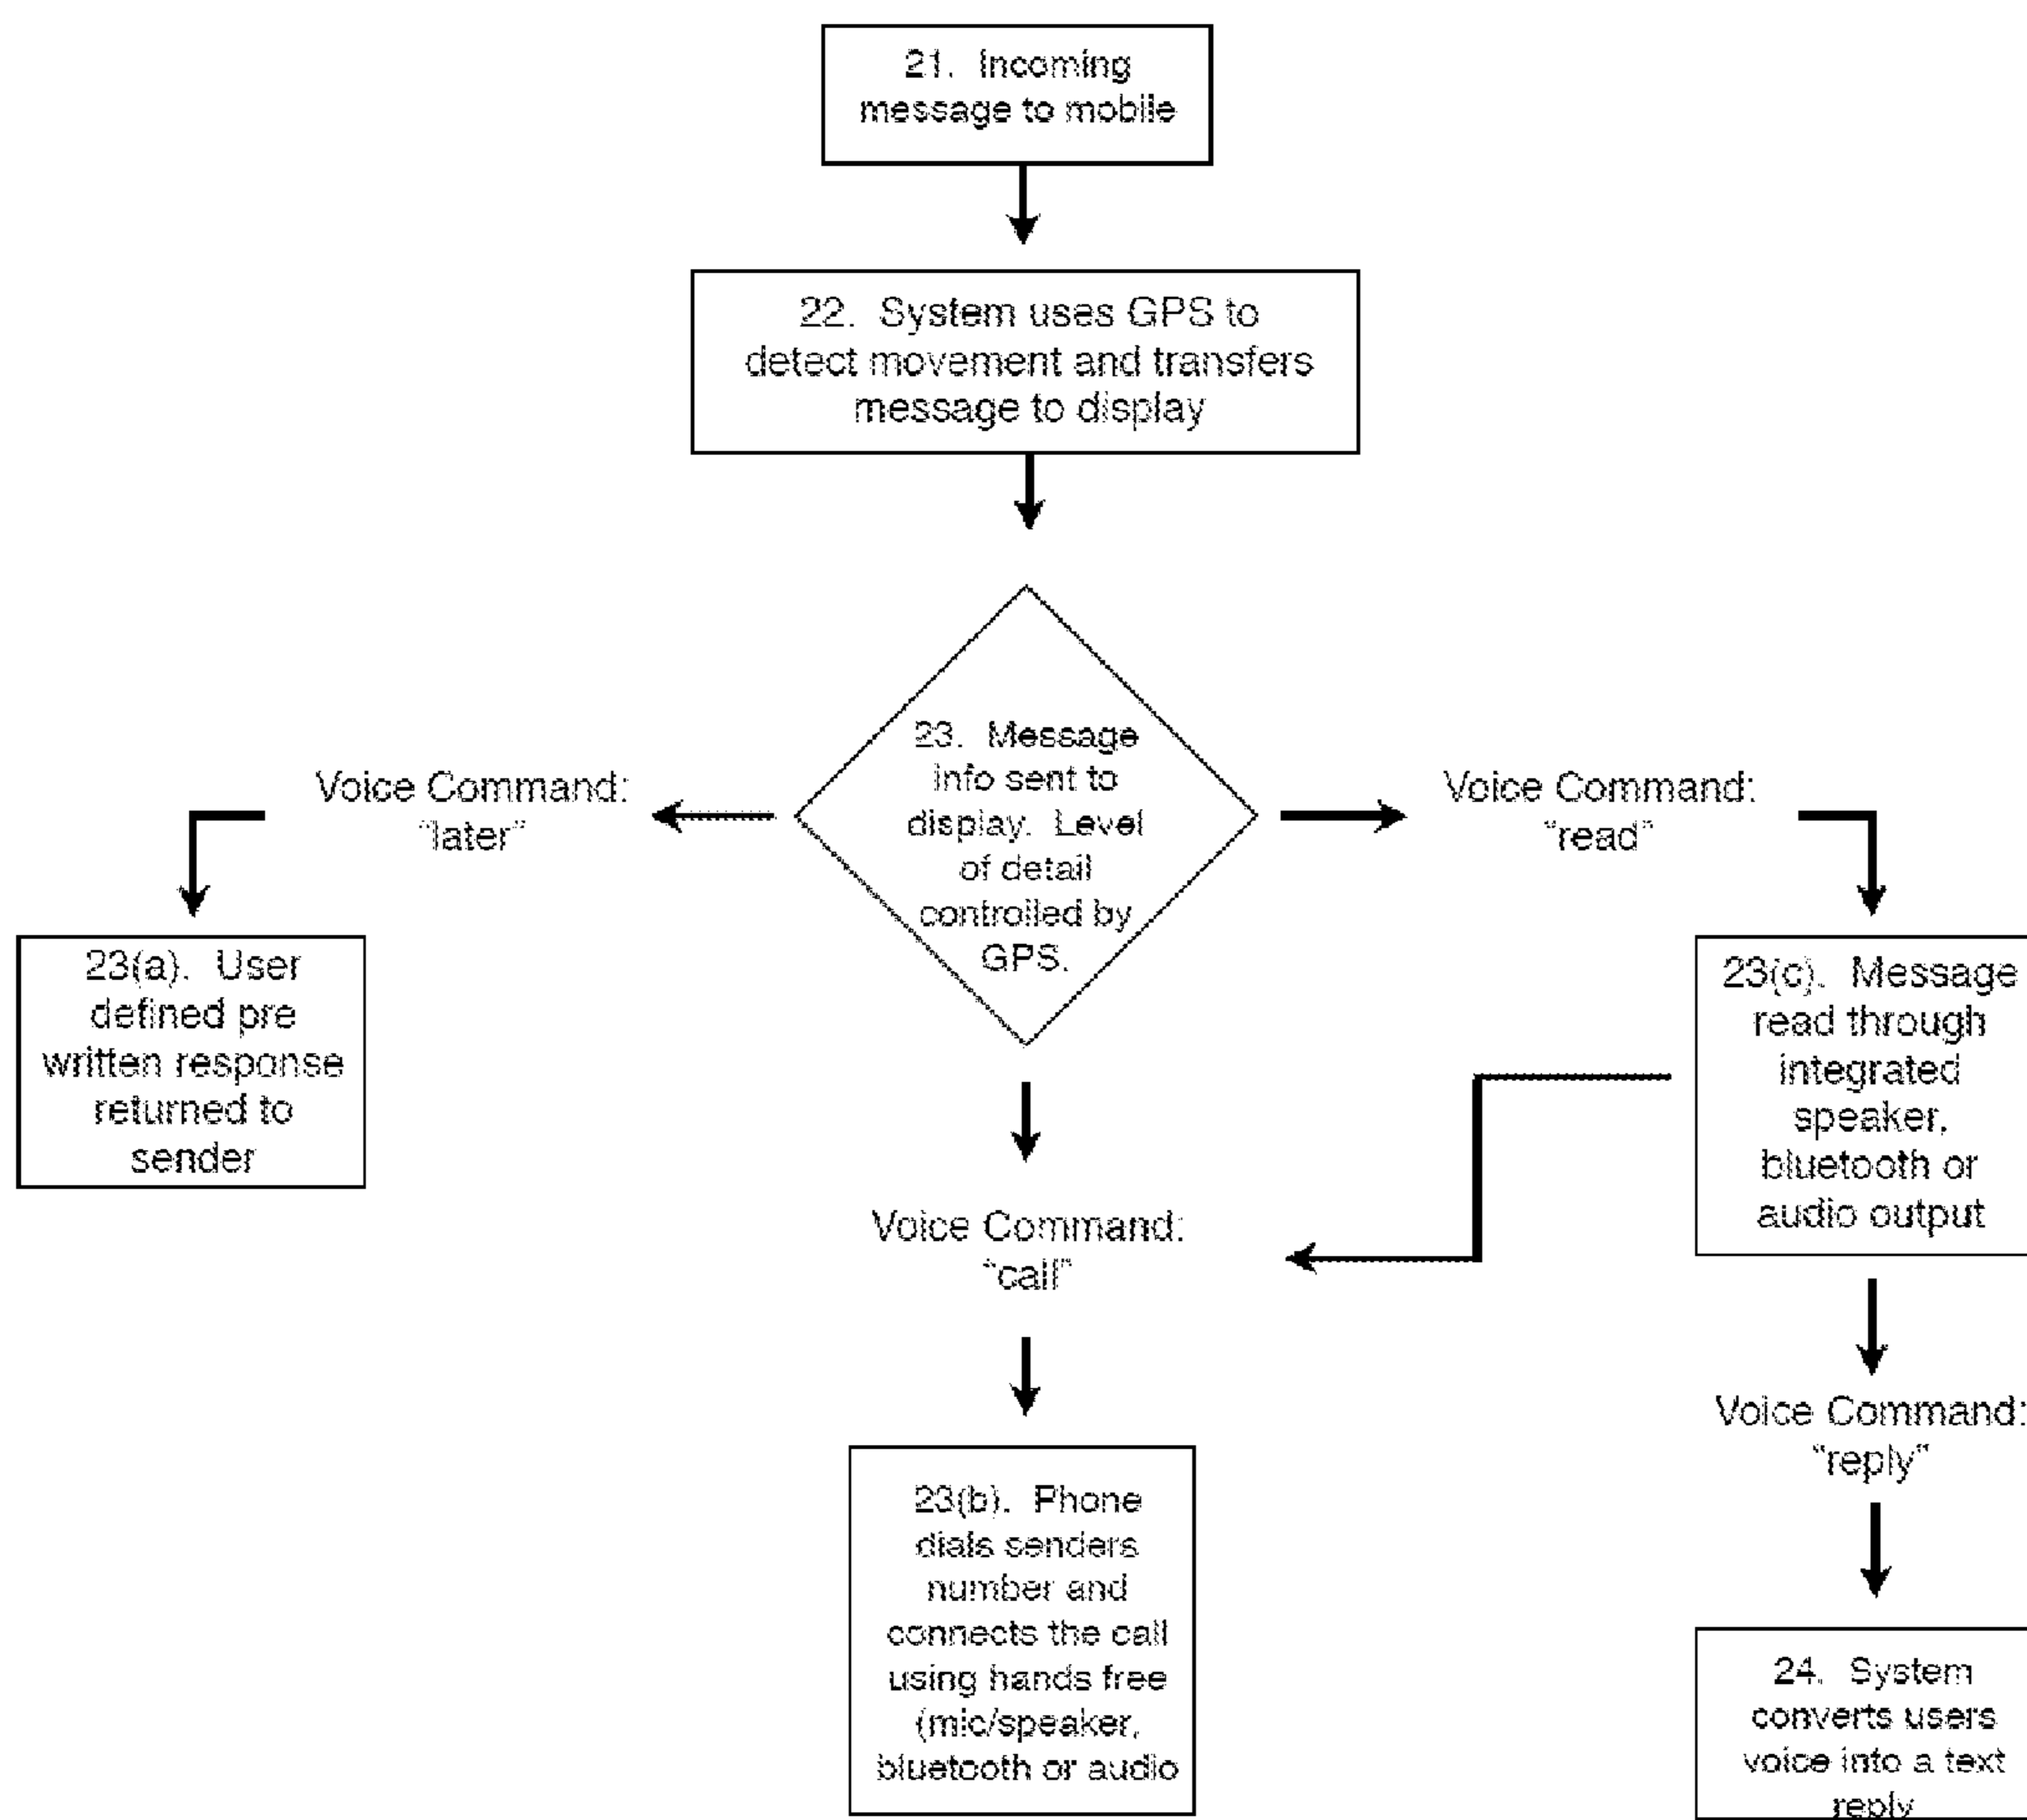 21. Incoming
message to mobile
22. System uses GPS to
detect movement and transfers
message to display
23. Message
info sent to
display. Level
of detail
controlled by
GPS.
Voice Command:
"later"
Voice Command:
"read"
23(a). User
defined pre
written response
returned to
sender
23(c). Message
read through
integrated
speaker,
bluetooth or
audio output
Voice Command:
"call"
Voice Command:
"reply"
23(b). Phone
dials senders
number and
connects the call
using hands free
(mic/speaker,
bluetooth or audio
24. System
converts users
voice into a text
reply